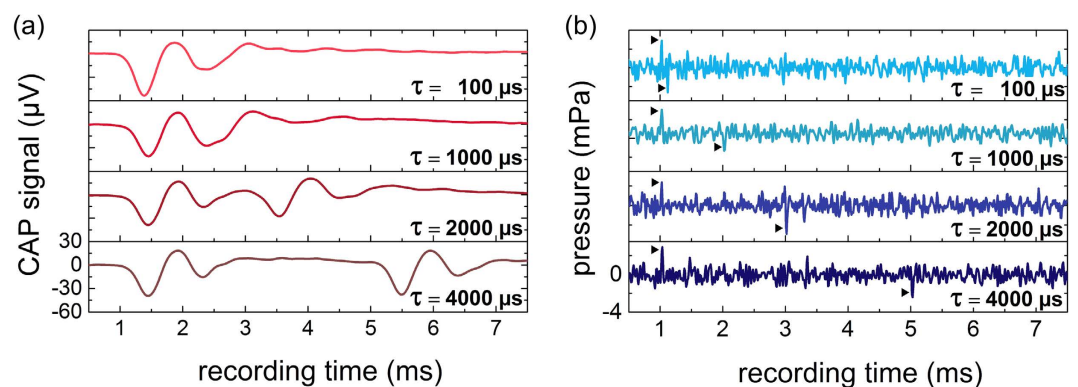 (a)
CAP signal (μV)
τ = 100 μs
τ = 1000 μs
τ = 2000 μs
τ = 4000 μs
30
0
-30
-60
1 2 3 4 5 6 7
recording time (ms)
(b)
pressure (mPa)
τ = 100 μs
τ = 1000 μs
τ = 2000 μs
τ = 4000 μs
0
-4
1 2 3 4 5 6 7
recording time (ms)